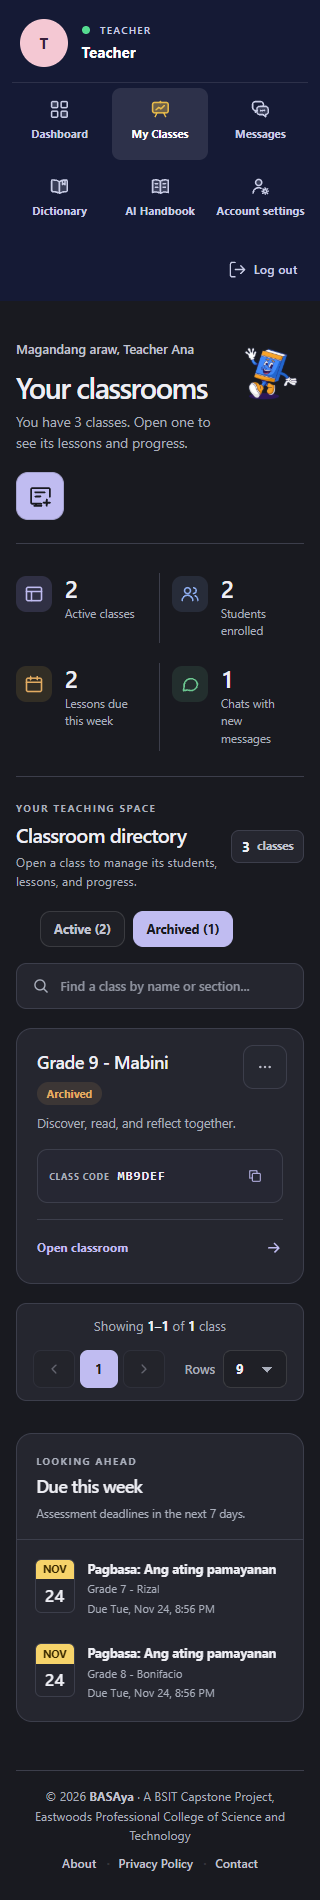 T
TEACHER
Teacher
Dashboard
My Classes
Messages
Dictionary
AI Handbook
Account settings
Log out
Magandang araw, Teacher Ana
Your classrooms
You have 3 classes. Open one to
see its lessons and progress.
2
Active classes
2
Students
enrolled
2
Lessons due
this week
1
Chats with
new
messages
YOUR TEACHING SPACE
Classroom directory
3 classes
Open a class to manage its students,
lessons, and progress.
Active (2)
Archived (1)
Find a class by name or section...
Grade 9 - Mabini
...
Archived
Discover, read, and reflect together.
CLASS CODE MB9DEF
Open classroom
Showing 1–1 of 1 class
1
Rows
9
LOOKING AHEAD
Due this week
Assessment deadlines in the next 7 days.
NOV
24
Pagbasa: Ang ating pamayanan
Grade 7 - Rizal
Due Tue, Nov 24, 8:56 PM
NOV
24
Pagbasa: Ang ating pamayanan
Grade 8 - Bonifacio
Due Tue, Nov 24, 8:56 PM
© 2026 BASAya · A BSIT Capstone Project,
Eastwoods Professional College of Science and
Technology
About · Privacy Policy · Contact